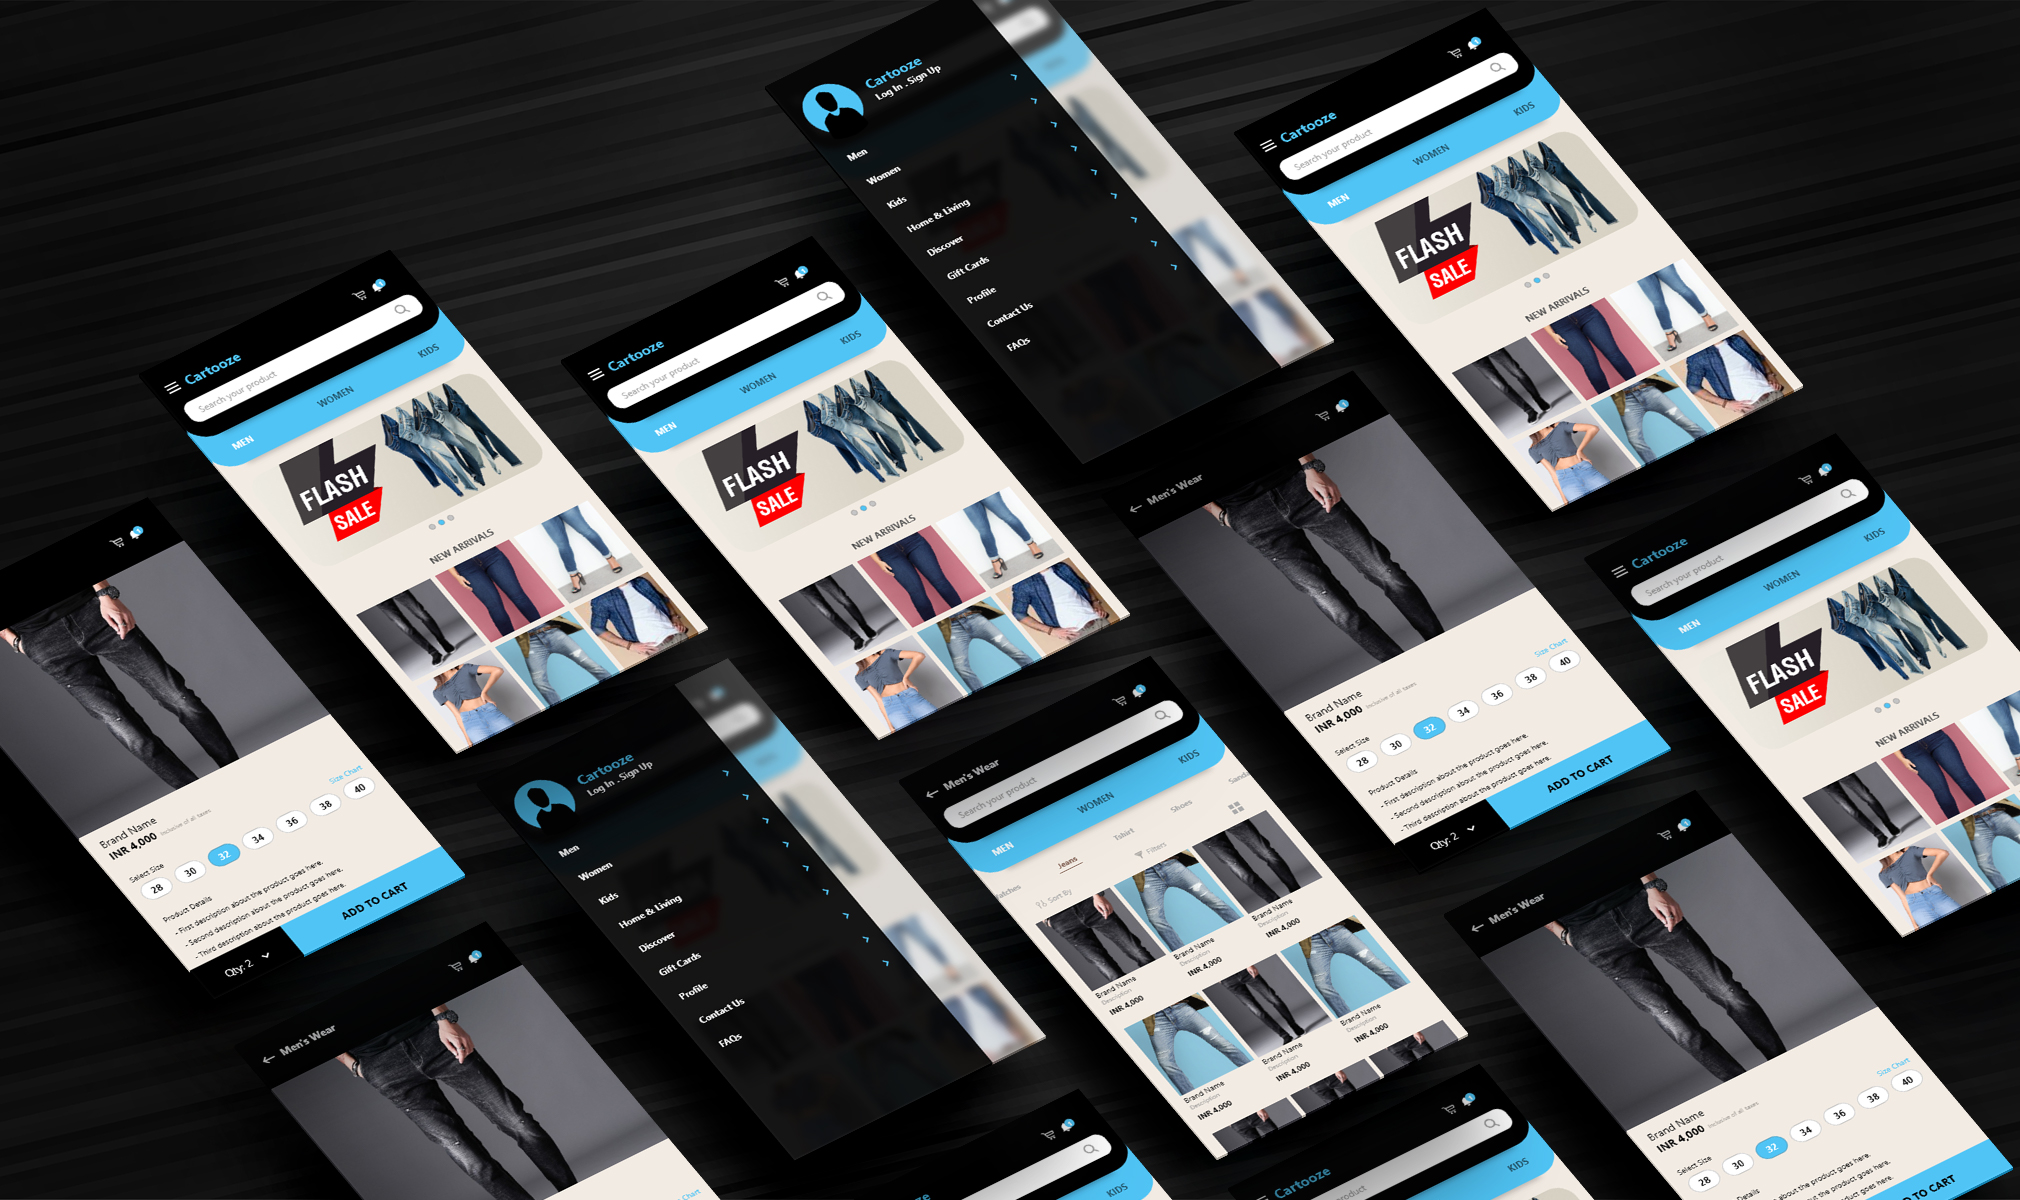 Cartooze
Log In . Sign Up
Men
Women
Kids
Home & Living
Discover
Gift Cards
Profile
Contact Us
FAQs
Cartooze
Search your product
MEN
WOMEN
KIDS
FLASH
SALE
NEW ARRIVALS
Cartooze
Search your product
MEN
WOMEN
KIDS
FLASH
SALE
NEW ARRIVALS
Cartooze
Search your product
MEN
WOMEN
KIDS
FLASH
SALE
NEW ARRIVALS
Men's Wear
Size Chart
Brand Name
INR 4,000 Inclusive of all taxes
Select Size
28 30 32 34 36 38 40
Product Details
- First description about the product goes here.
- Second description about the product goes here.
- Third description about the product goes here.
Qty: 2
ADD TO CART
Cartooze
Search your product
MEN
WOMEN
KIDS
FLASH
SALE
NEW ARRIVALS
Size Chart
Brand Name
INR 4,000 Inclusive of all taxes
Select Size
28 30 32 34 36 38 40
Product Details
- First description about the product goes here.
- Second description about the product goes here.
- Third description about the product goes here.
Qty: 2
ADD TO CART
Cartooze
Log In . Sign Up
Men
Women
Kids
Home & Living
Discover
Gift Cards
Profile
Contact Us
FAQs
Men's Wear
Search your product
MEN
WOMEN
KIDS
Jeans
Tshirt
Shoes
Sort By
Filters
Brand Name
Description
INR 4,000
Brand Name
Description
INR 4,000
Brand Name
Description
INR 4,000
Brand Name
Description
INR 4,000
Brand Name
Description
INR 4,000
Brand Name
Description
INR 4,000
Men's Wear
Size Chart
Brand Name
INR 4,000 Inclusive of all taxes
Select Size
28 30 32 34 36 38 40
about the product goes here.
about the product goes here.
product goes here.
TO CART
Men's Wear
Size Chart
KIDS
Cartooze
product
KIDS